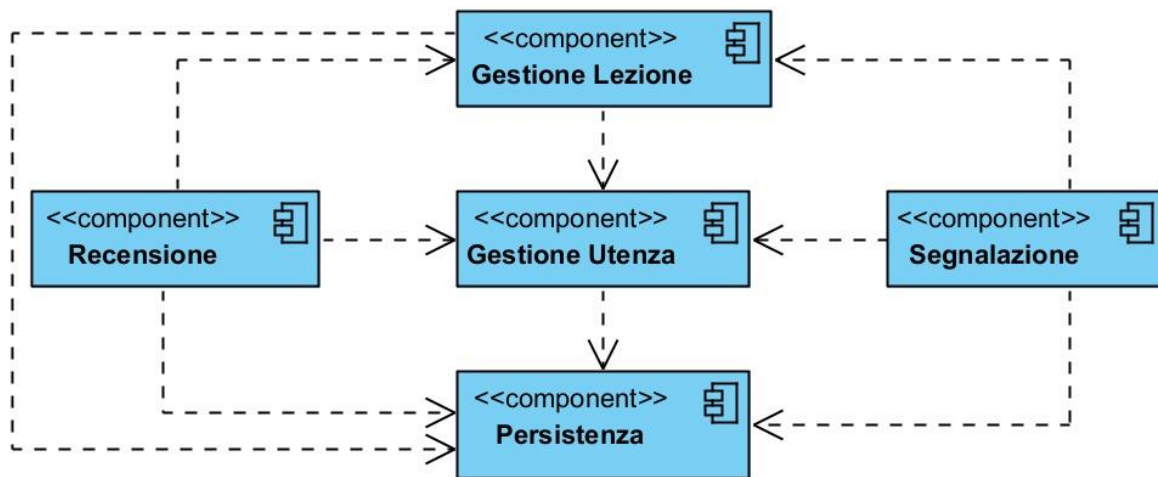 <<component>>
Gestione Lezione
<<component>>
Recensione
<<component>>
Gestione Utenza
<<component>>
Segnalazione
<<component>>
Persistenza